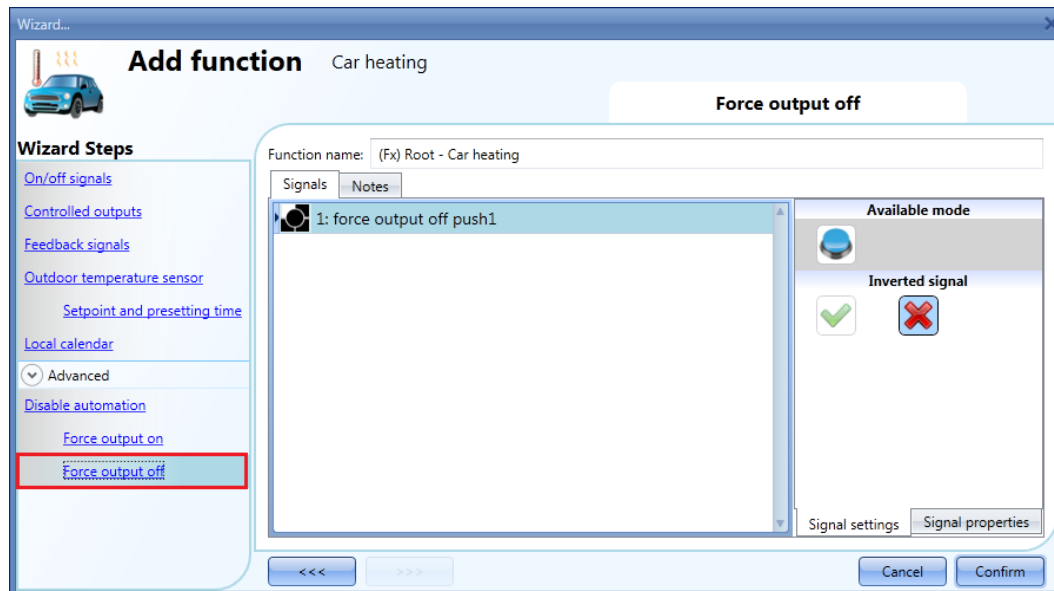 Wizard...
Add function Car heating
Force output off
Wizard Steps
On/off signals
Controlled outputs
Feedback signals
Outdoor temperature sensor
Setpoint and presetting time
Local calendar
Advanced
Disable automation
Force output on
Force output off
Function name: (Fx) Root - Car heating
Signals Notes
1: force output off push1
Available mode
Inverted signal
Signal settings Signal properties
<<< >>> Cancel Confirm